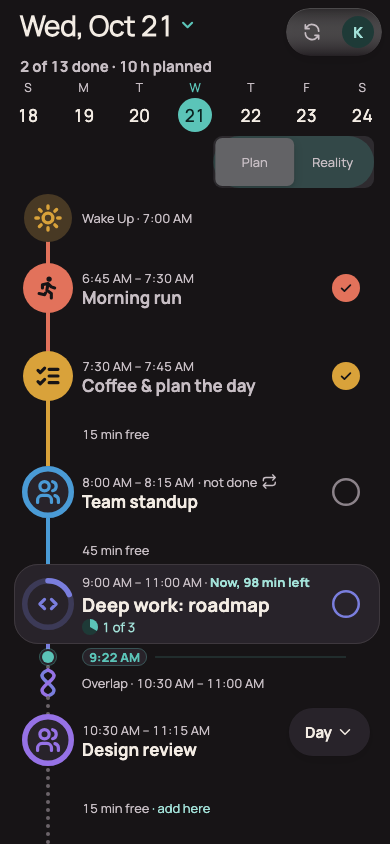 Wed, Oct 21
K
2 of 13 done · 10 h planned
S M T W T F S
18 19 20 21 22 23 24
Plan Reality
Wake Up · 7:00 AM
6:45 AM – 7:30 AM
Morning run
7:30 AM – 7:45 AM
Coffee & plan the day
15 min free
8:00 AM – 8:15 AM · not done
Team standup
45 min free
9:00 AM – 11:00 AM · Now, 98 min left
Deep work: roadmap
1 of 3
9:22 AM
Overlap · 10:30 AM – 11:00 AM
10:30 AM – 11:15 AM
Design review
Day
15 min free · add here